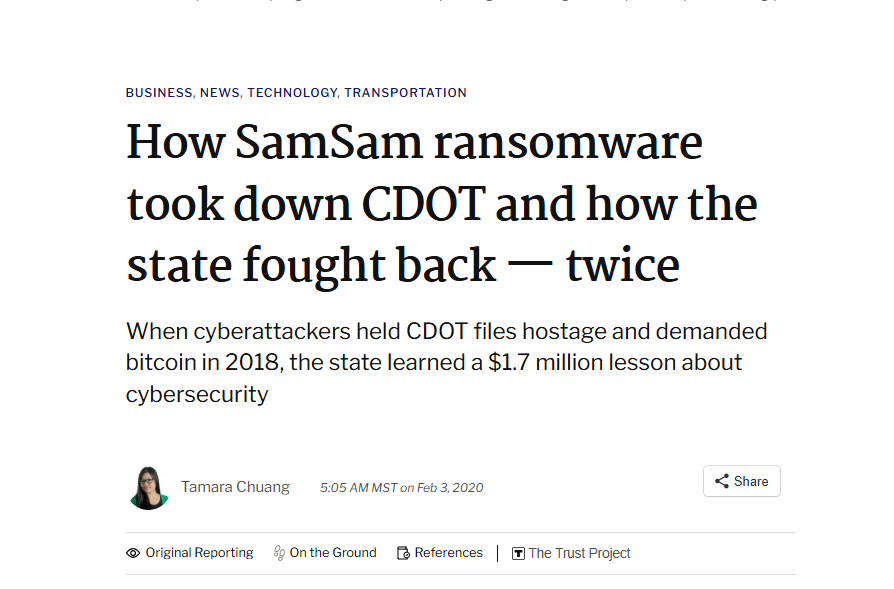 BUSINESS, NEWS, TECHNOLOGY, TRANSPORTATION
How SamSam ransomware
took down CDOT and how the
state fought back — twice
When cyberattackers held CDOT files hostage and demanded
bitcoin in 2018, the state learned a $1.7 million lesson about
cybersecurity
Tamara Chuang 5:05 AM MST on Feb 3, 2020 Share
Original Reporting On the Ground References | The Trust Project